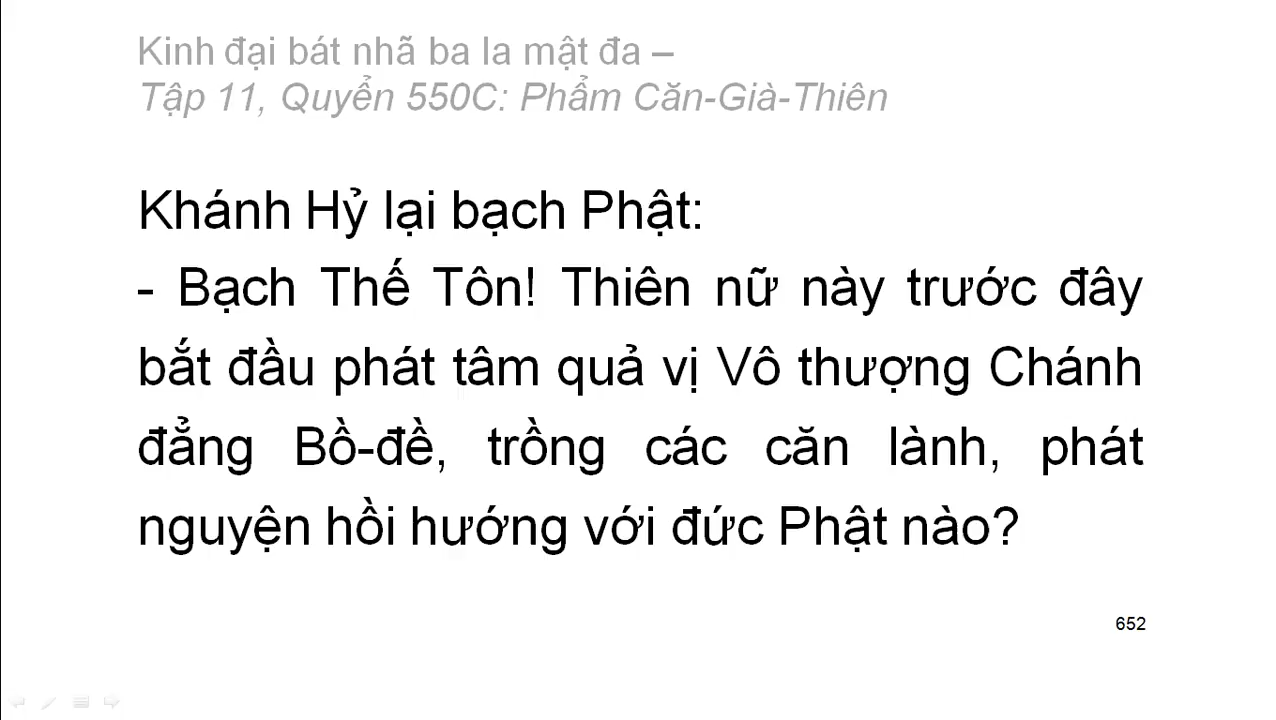 Kinh đại bát nhã ba la mật đa –
Tập 11, Quyển 550C: Phẩm Căn-Già-Thiên
Khánh Hỷ lại bạch Phật:
- Bạch Thế Tôn! Thiên nữ này trước đây
bắt đầu phát tâm quả vị Vô thượng Chánh
đẳng Bồ-đề, trồng các căn lành, phát
nguyện hồi hướng với đức Phật nào?
652